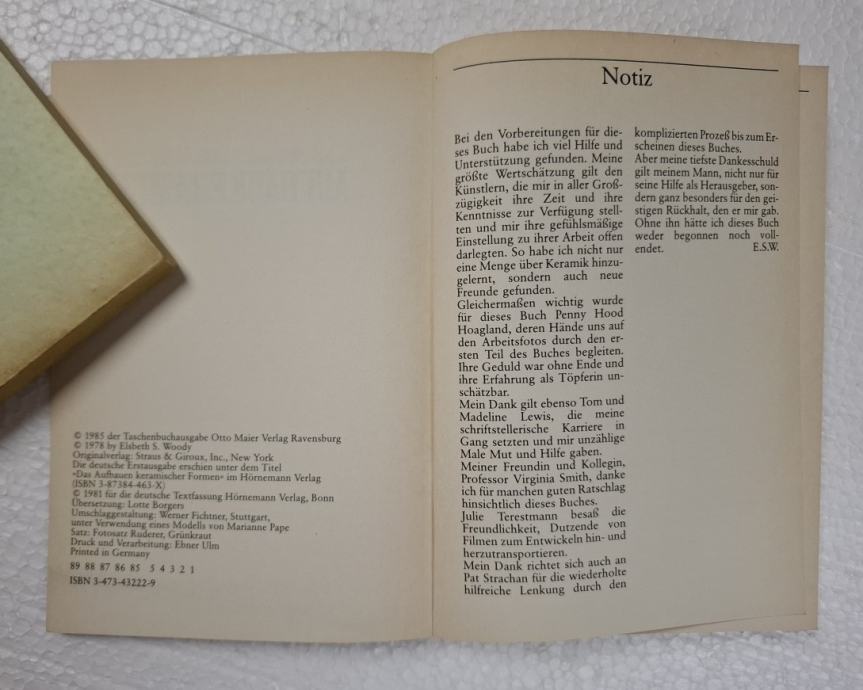 © 1985 der Taschenbuchausgabe Otto Maier Verlag Ravensburg
© 1978 by Elsbeth S. Woody
Originalverlag: Straus & Giroux, Inc., New York
Die deutsche Erstausgabe erschien unter dem Titel
»Das Aufbauen keramischer Formen« im Hörnemann Verlag
(ISBN 3-87384-463-X)
© 1981 für die deutsche Textfassung Hörnemann Verlag, Bonn
Übersetzung: Lotte Borgers
Umschlaggestaltung: Werner Fichtner, Stuttgart,
unter Verwendung eines Modells von Marianne Pape
Satz: Fotosatz Ruderer, Grünkraut
Druck und Verarbeitung: Ebner Ulm
Printed in Germany
89 88 87 86 85 5 4 3 2 1
ISBN 3-473-43222-9
Notiz
Bei den Vorbereitungen für die-
ses Buch habe ich viel Hilfe und
Unterstützung gefunden. Meine
größte Wertschätzung gilt den
Künstlern, die mir in aller Groß-
zügigkeit ihre Zeit und ihre
Kenntnisse zur Verfügung stell-
ten und mir ihre gefühlsmäßige
Einstellung zu ihrer Arbeit offen
darlegten. So habe ich nicht nur
eine Menge über Keramik hinzu-
gelernt, sondern auch neue
Freunde gefunden.
Gleichermaßen wichtig wurde
für dieses Buch Penny Hood
Hoagland, deren Hände uns auf
den Arbeitsfotos durch den er-
sten Teil des Buches begleiten.
Ihre Geduld war ohne Ende und
ihre Erfahrung als Töpferin un-
schätzbar.
Mein Dank gilt ebenso Tom und
Madeline Lewis, die meine
schriftstellerische Karriere in
Gang setzten und mir unzählige
Male Mut und Hilfe gaben.
Meiner Freundin und Kollegin,
Professor Virginia Smith, danke
ich für manchen guten Ratschlag
hinsichtlich dieses Buches.
Julie Terestmann besaß die
Freundlichkeit, Dutzende von
Filmen zum Entwickeln hin- und
herzutransportieren.
Mein Dank richtet sich auch an
Pat Strachan für die wiederholte
hilfreiche Lenkung durch den
komplizierten Prozeß bis zum Er-
scheinen dieses Buches.
Aber meine tiefste Dankesschuld
gilt meinem Mann, nicht nur für
seine Hilfe als Herausgeber, son-
dern ganz besonders für den gei-
stigen Rückhalt, den er mir gab.
Ohne ihn hätte ich dieses Buch
weder begonnen noch voll-
endet. E.S.W.